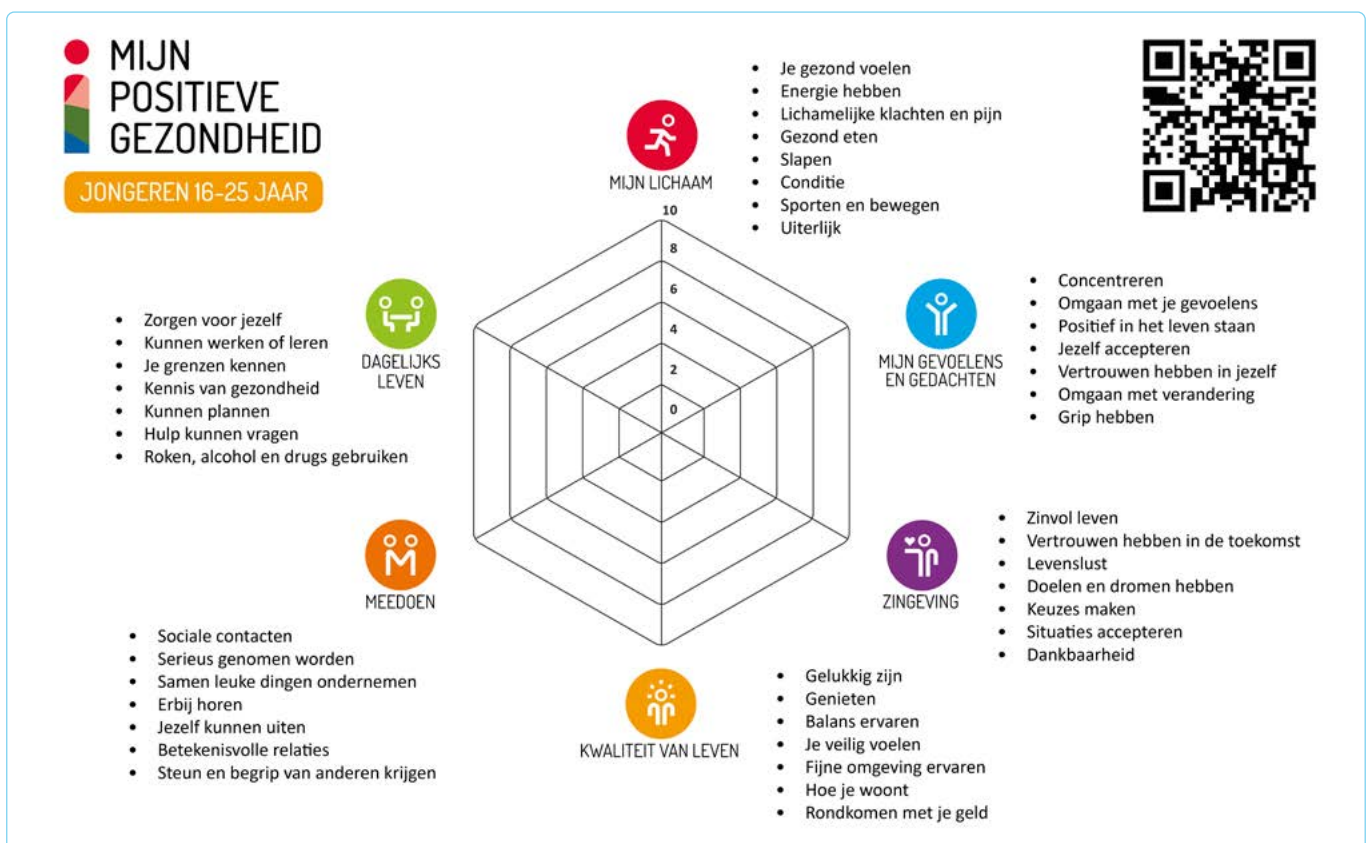 MIJN
POSITIEVE
GEZONDHEID
JONGEREN 16-25 JAAR
MIJN LICHAAM
• Je gezond voelen
• Energie hebben
• Lichamelijke klachten en pijn
• Gezond eten
• Slapen
• Conditie
• Sporten en bewegen
• Uiterlijk
10
8
6
4
2
0
MIJN GEVOELENS
EN GEDACHTEN
• Concentreren
• Omgaan met je gevoelens
• Positief in het leven staan
• Jezelf accepteren
• Vertrouwen hebben in jezelf
• Omgaan met verandering
• Grip hebben
ZINGEVING
• Zinvol leven
• Vertrouwen hebben in de toekomst
• Levenslust
• Doelen en dromen hebben
• Keuzes maken
• Situaties accepteren
• Dankbaarheid
KWALITEIT VAN LEVEN
• Gelukkig zijn
• Genieten
• Balans ervaren
• Je veilig voelen
• Fijne omgeving ervaren
• Hoe je woont
• Rondkomen met je geld
MEEDOEN
• Sociale contacten
• Serieus genomen worden
• Samen leuke dingen ondernemen
• Erbij horen
• Jezelf kunnen uiten
• Betekenisvolle relaties
• Steun en begrip van anderen krijgen
DAGELIJKS
LEVEN
• Zorgen voor jezelf
• Kunnen werken of leren
• Je grenzen kennen
• Kennis van gezondheid
• Kunnen plannen
• Hulp kunnen vragen
• Roken, alcohol en drugs gebruiken